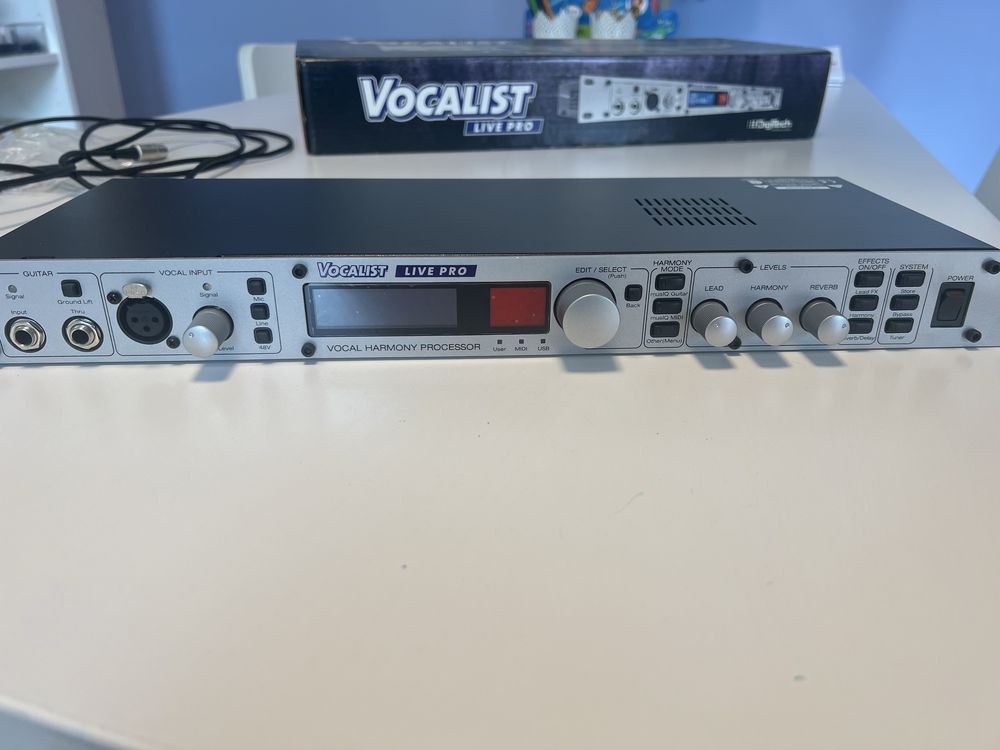 VOCALIST
LIVE PRO
DigiTech
GUITAR
Signal
Ground Lift
Input
Thru
VOCAL INPUT
Signal
Mic
Line
48V
Level
VOCALIST LIVE PRO
VOCAL HARMONY PROCESSOR
User MIDI USB
EDIT / SELECT
(Push)
Back
HARMONY
MODE
musIQ Guitar
musIQ MIDI
Other(Menu)
LEVELS
LEAD
HARMONY
REVERB
EFFECTS
ON/OFF
Lead FX
Harmony
verb/Delay
SYSTEM
Store
Bypass
Tuner
POWER